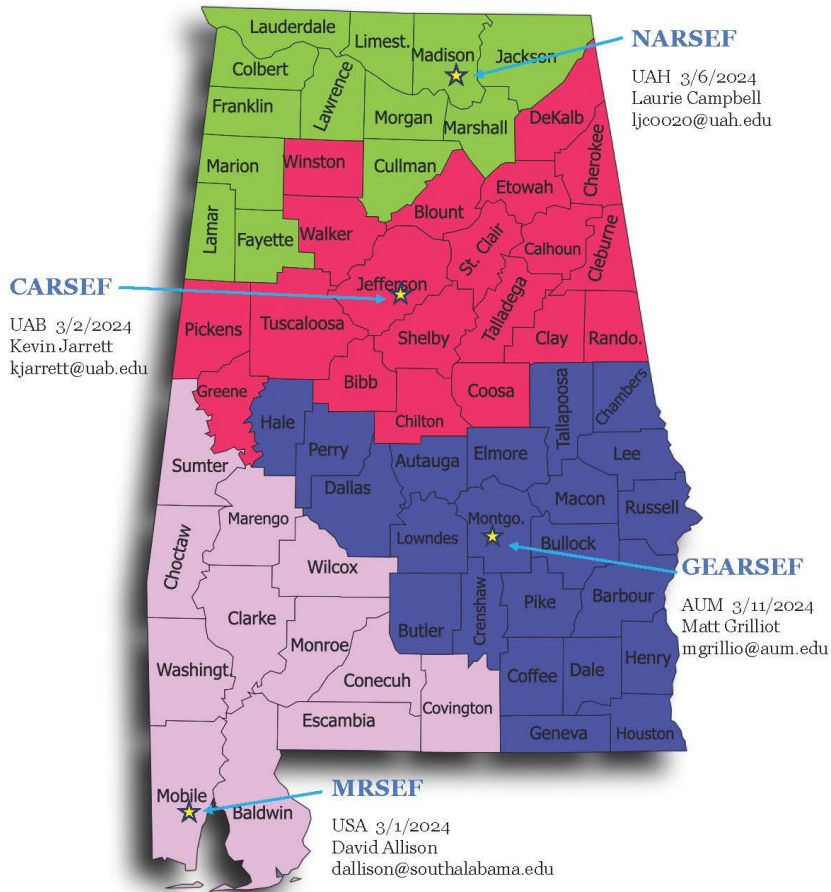 Lauderdale
Limest.
Madison
Jackson
NARSEF
UAH 3/6/2024
Laurie Campbell
ljc0020@uah.edu
Colbert
Lawrence
Franklin
Morgan
Marshall
DeKalb
Cherokee
Marion
Winston
Cullman
Etowah
Lamar
Fayette
Walker
Blount
St. Clair
Calhoun
Cleburne
CARSEF
UAB 3/2/2024
Kevin Jarrett
kjarrett@uab.edu
Jefferson
Talladega
Pickens
Tuscaloosa
Shelby
Clay
Rando.
Greene
Bibb
Chilton
Coosa
Tallapoosa
Chambers
Hale
Perry
Autauga
Elmore
Lee
Sumter
Dallas
Macon
Russell
Marengo
Lowndes
Montgo.
Bullock
Choctaw
Wilcox
GEARSEF
AUM 3/11/2024
Matt Grilliot
mgrillio@aum.edu
Clarke
Butler
Crenshaw
Pike
Barbour
Washingt.
Monroe
Conecuh
Covington
Coffee
Dale
Henry
Escambia
Geneva
Houston
Mobile
Baldwin
MRSEF
USA 3/1/2024
David Allison
dallison@southalabama.edu